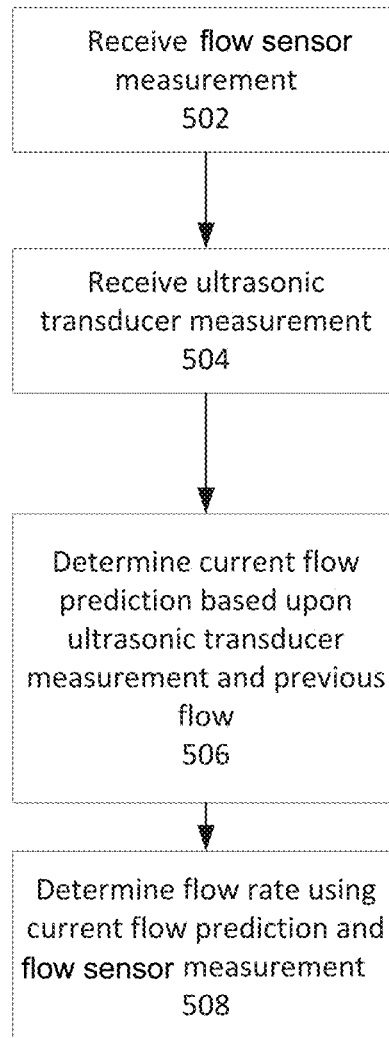 Receive flow sensor
measurement
502
Receive ultrasonic
transducer measurement
504
Determine current flow
prediction based upon
ultrasonic transducer
measurement and previous
flow
506
Determine flow rate using
current flow prediction and
flow sensor measurement
508